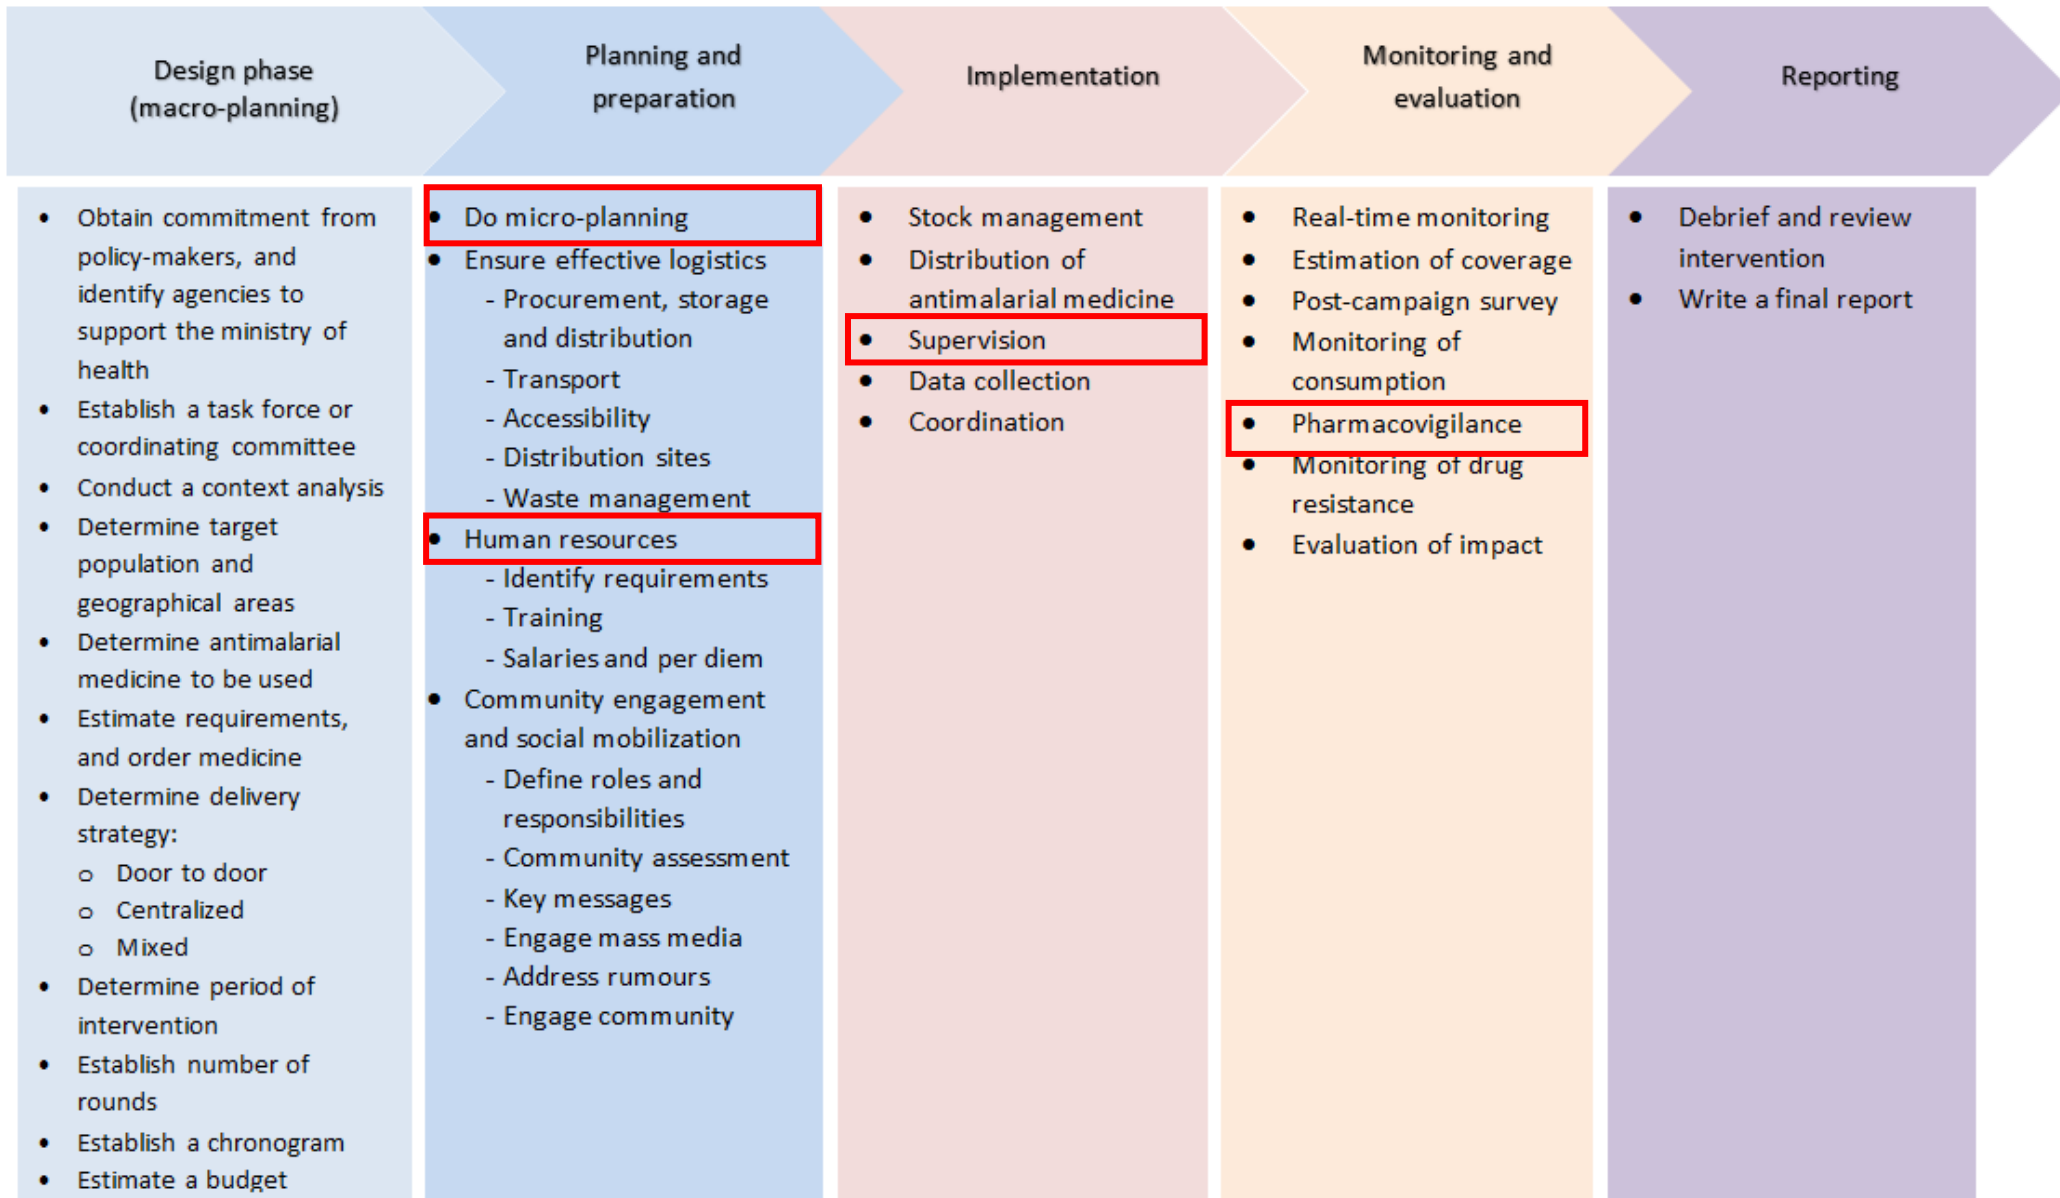 Design phase
(macro-planning)
Planning and
preparation
Implementation
Monitoring and
evaluation
Reporting
• Obtain commitment from
policy-makers, and
identify agencies to
support the ministry of
health
• Establish a task force or
coordinating committee
• Conduct a context analysis
• Determine target
population and
geographical areas
• Determine antimalarial
medicine to be used
• Estimate requirements,
and order medicine
• Determine delivery
strategy:
o Door to door
o Centralized
o Mixed
• Determine period of
intervention
• Establish number of
rounds
• Establish a chronogram
• Estimate a budget
• Do micro-planning
• Ensure effective logistics
- Procurement, storage
and distribution
- Transport
- Accessibility
- Distribution sites
- Waste management
• Human resources
- Identify requirements
- Training
- Salaries and per diem
• Community engagement
and social mobilization
- Define roles and
responsibilities
- Community assessment
- Key messages
- Engage mass media
- Address rumours
- Engage community
• Stock management
• Distribution of
antimalarial medicine
• Supervision
• Data collection
• Coordination
• Real-time monitoring
• Estimation of coverage
• Post-campaign survey
• Monitoring of
consumption
• Pharmacovigilance
• Monitoring of drug
resistance
• Evaluation of impact
• Debrief and review
intervention
• Write a final report